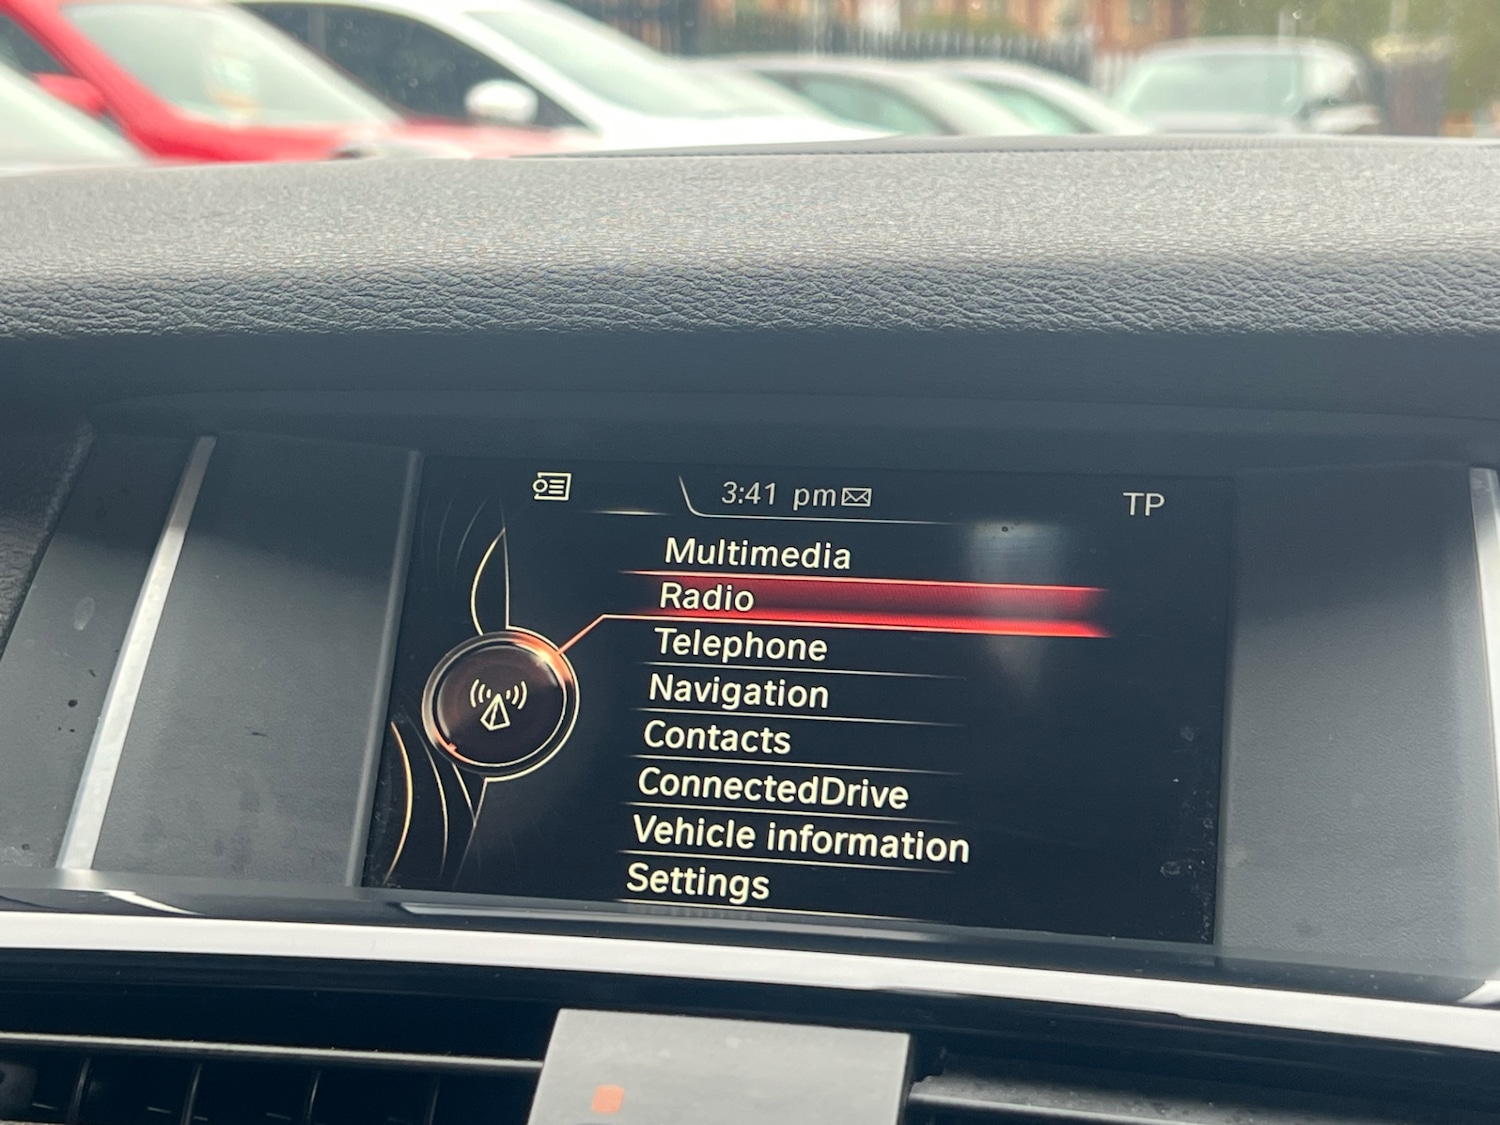 3:41 pm TP
Multimedia
Radio
Telephone
Navigation
Contacts
ConnectedDrive
Vehicle information
Settings